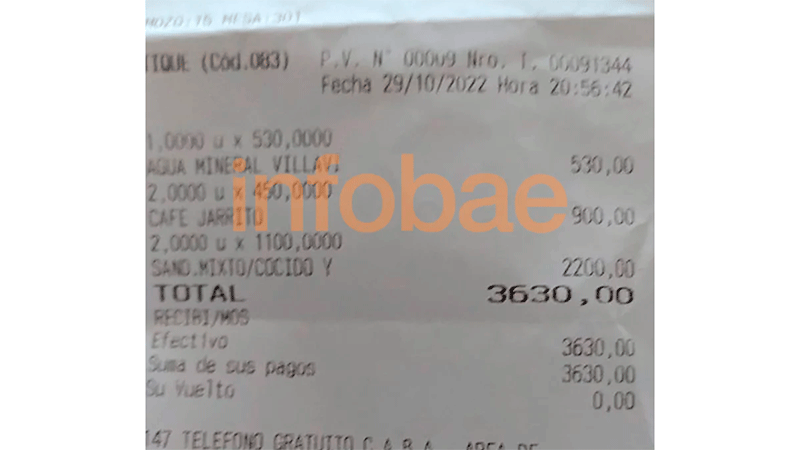 MOZO:15 MESA:301
TIQUE (Cód.083) P.V. N° 00009 Nro. T. 00091344
Fecha 29/10/2022 Hora 20:56:42
1,0000 u x 530,0000
AGUA MINERAL VILLAVI 530,00
2,0000 u x 450,0000
CAFE JARRITO 900,00
2,0000 u x 1100,0000
SAND.MIXTO/COCIDO Y 2200,00
TOTAL 3630,00
RECIBI/MOS
Efectivo 3630,00
Suma de sus pagos 3630,00
Su Vuelto 0,00
147 TELEFONO GRATUITO C.A.B.A., AREA DE
infobae